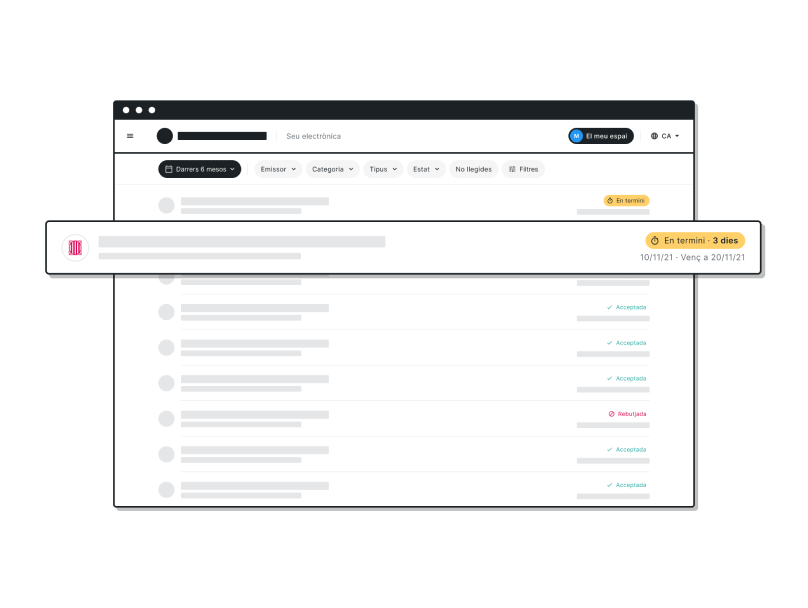 Seu electrònica
M El meu espai
CA
Darrers 6 mesos
Emissor
Categoria
Tipus
Estat
No llegides
Filtres
En termini
En termini · 3 dies
10/11/21 · Venç a 20/11/21
Acceptada
Acceptada
Acceptada
Rebutjada
Acceptada
Acceptada